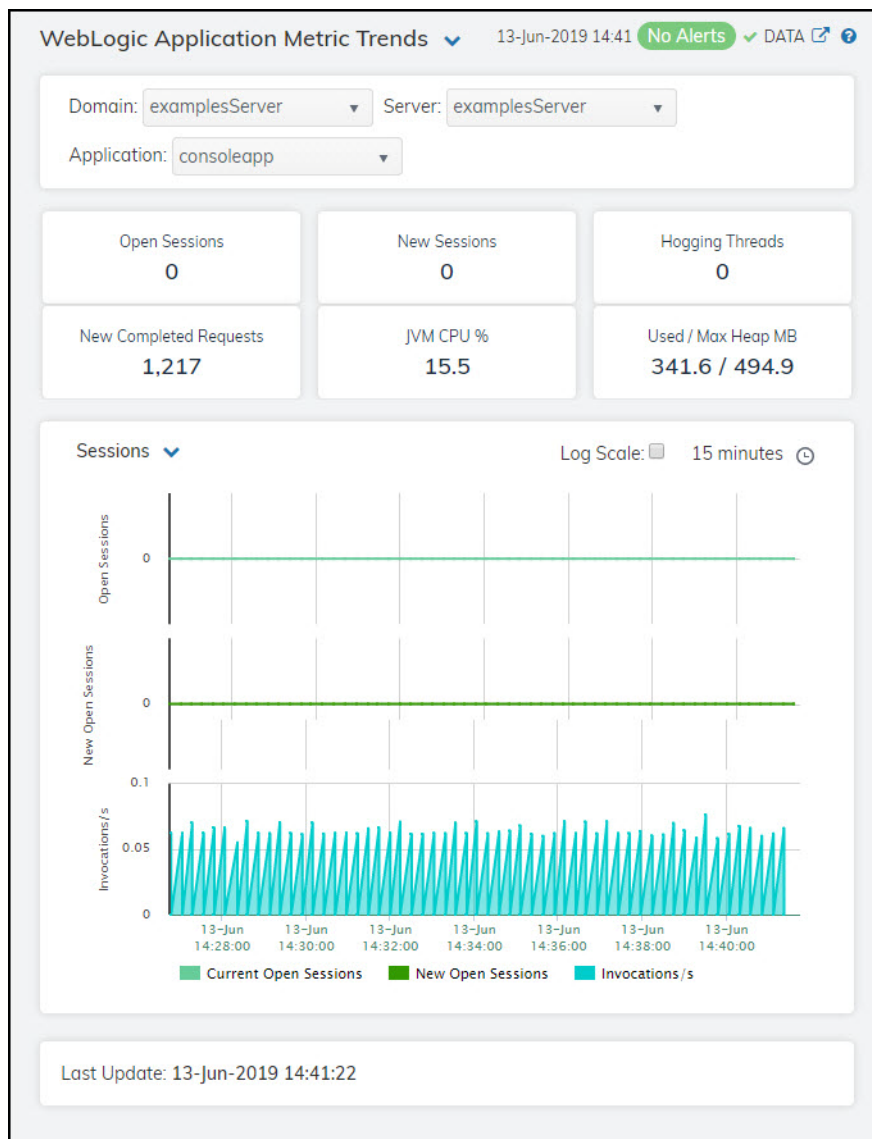 WebLogic Application Metric Trends 13-Jun-2019 14:41 No Alerts DATA
Domain: examplesServer Server: examplesServer
Application: consoleapp
Open Sessions New Sessions Hogging Threads
0 0 0
New Completed Requests JVM CPU % Used / Max Heap MB
1,217 15.5 341.6 / 494.9
Sessions Log Scale: 15 minutes
Open Sessions
0
New Open Sessions
0
Invocations/s
0.1
0.05
0
13-Jun 13-Jun 13-Jun 13-Jun 13-Jun 13-Jun 13-Jun
14:28:00 14:30:00 14:32:00 14:34:00 14:36:00 14:38:00 14:40:00
Current Open Sessions New Open Sessions Invocations/s
Last Update: 13-Jun-2019 14:41:22